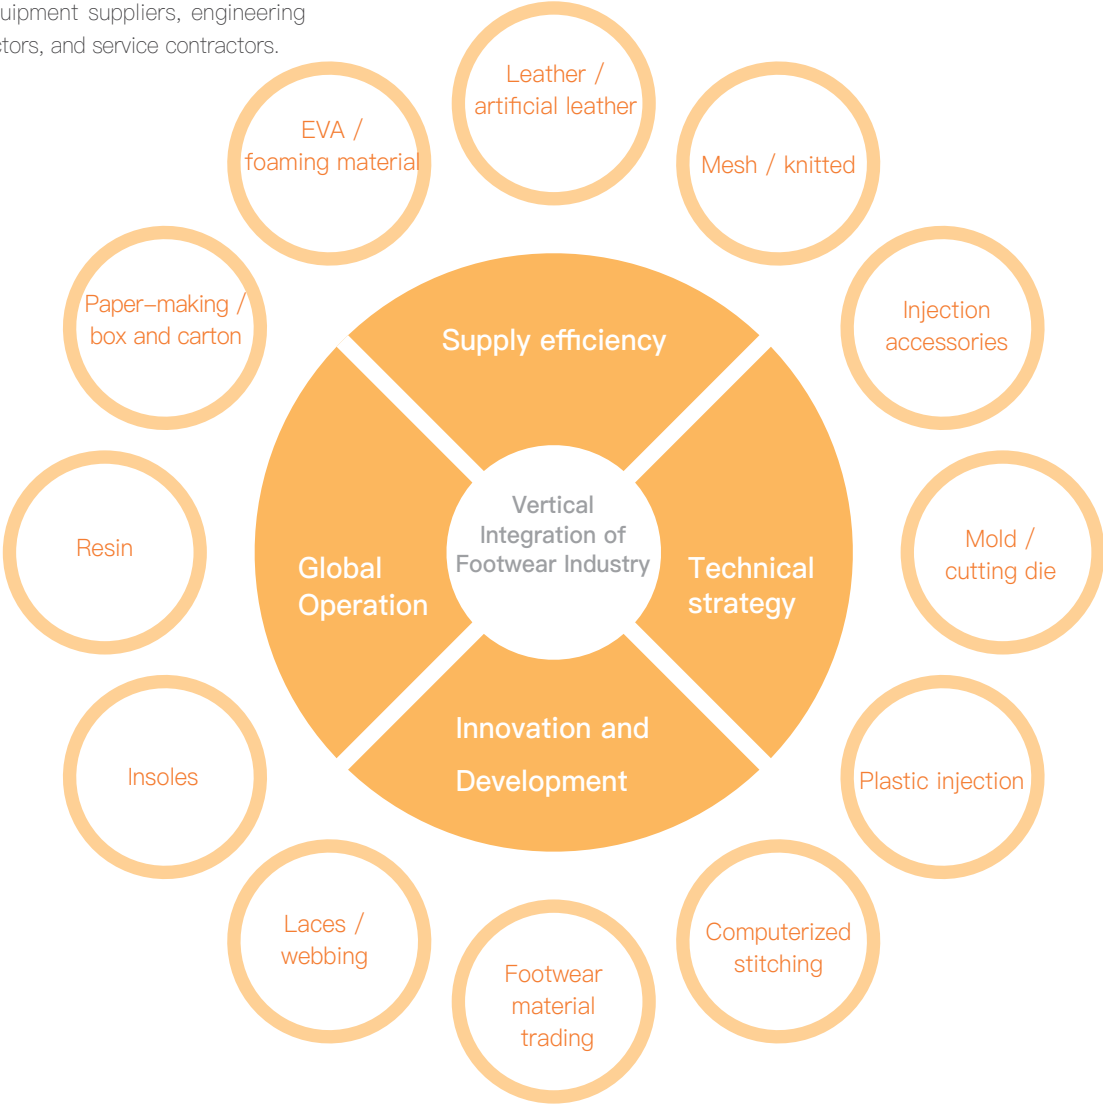 equipment suppliers, engineering
and service contractors.
Leather /
artificial leather
EVA /
foaming material
Mesh / knitted
Paper-making /
box and carton
Injection
accessories
Supply efficiency
Vertical
Integration of
Footwear Industry
Global
Operation
Technical
strategy
Resin
Mold /
cutting die
Innovation and
Development
Insoles
Plastic injection
Laces /
webbing
Computerized
stitching
Footwear
material
trading